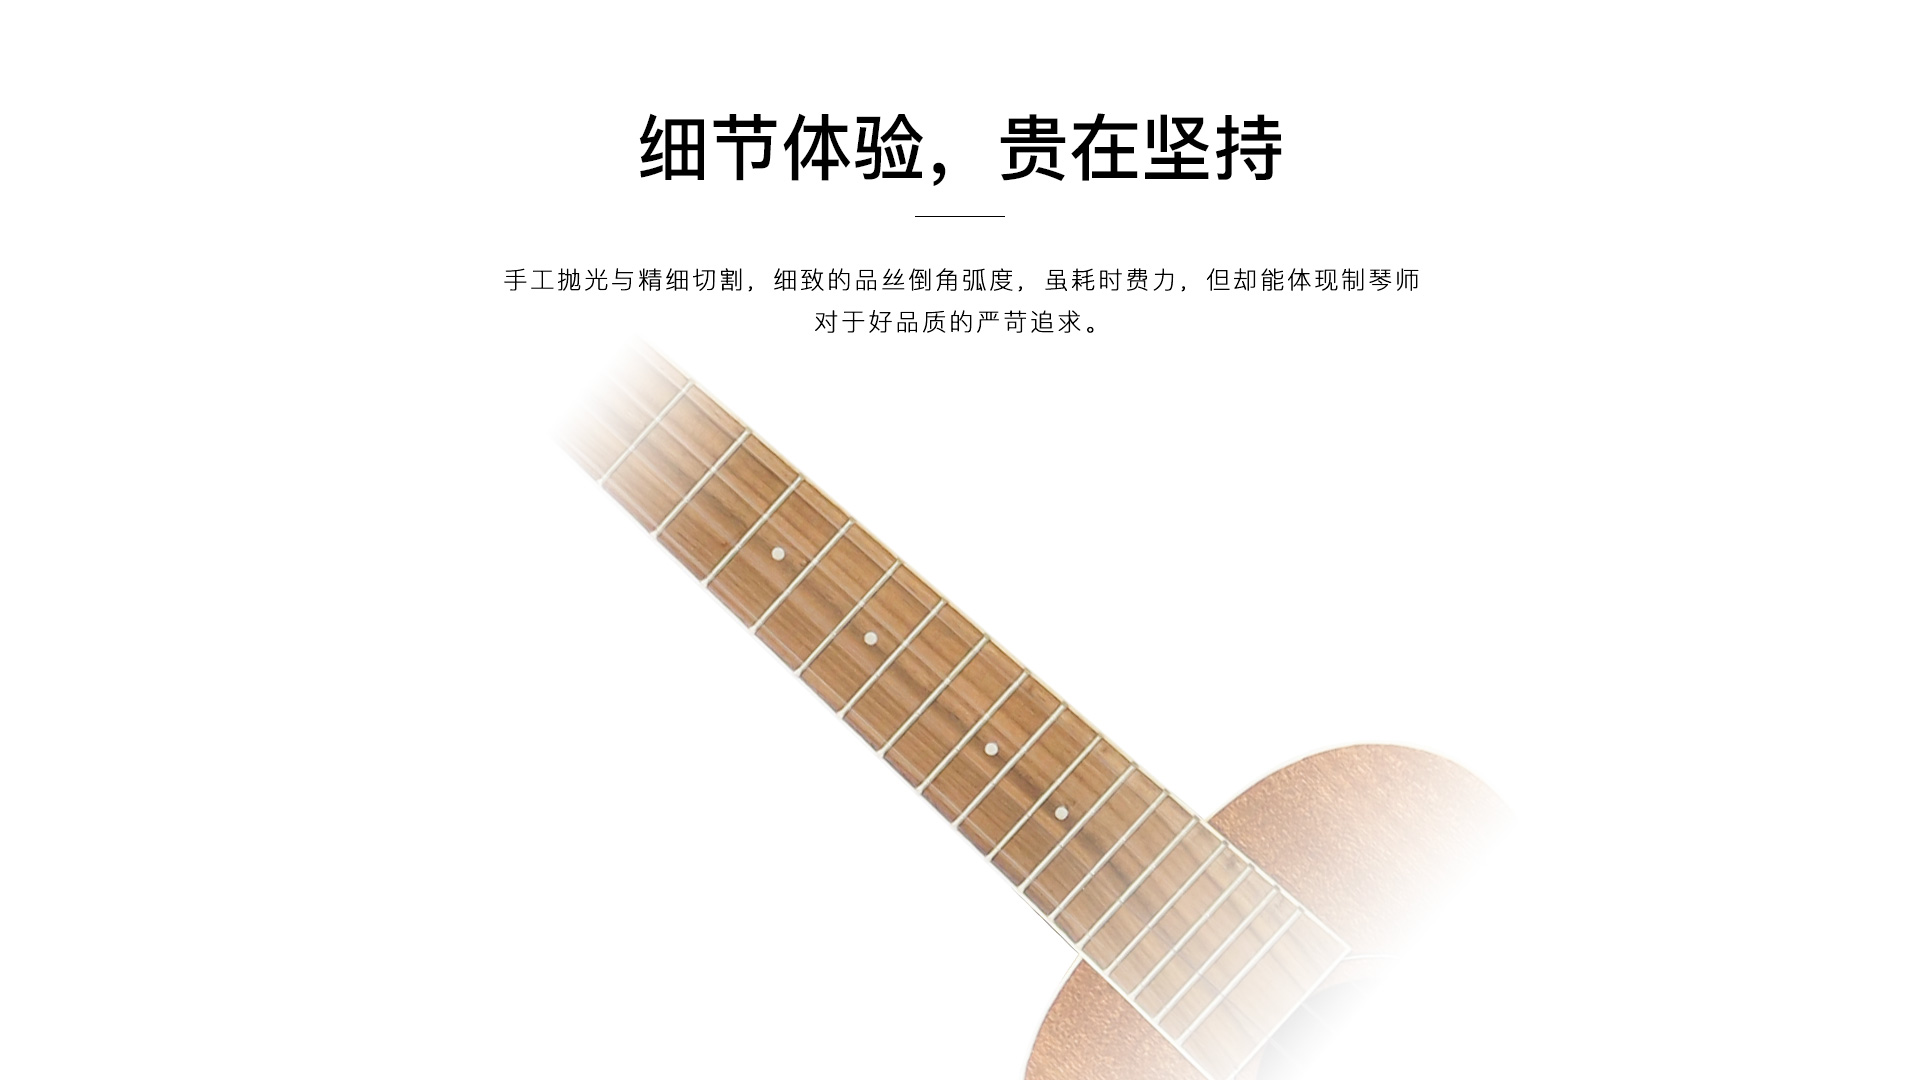 细节体验，贵在坚持
手工抛光与精细切割，细致的品丝倒角弧度，虽耗时费力，但却能体现制琴师
对于好品质的严苛追求。